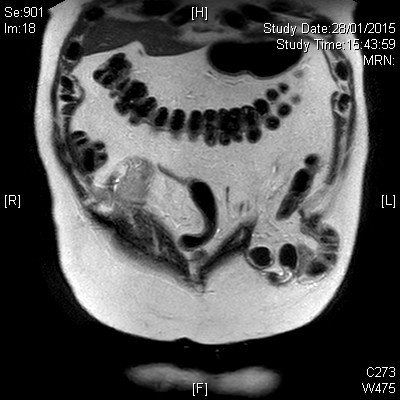 Se:901
Im:18
[H]
Study Date:28/01/2015
Study Time:15:43:59
MRN:
[R]
[L]
C273
W475
[F]